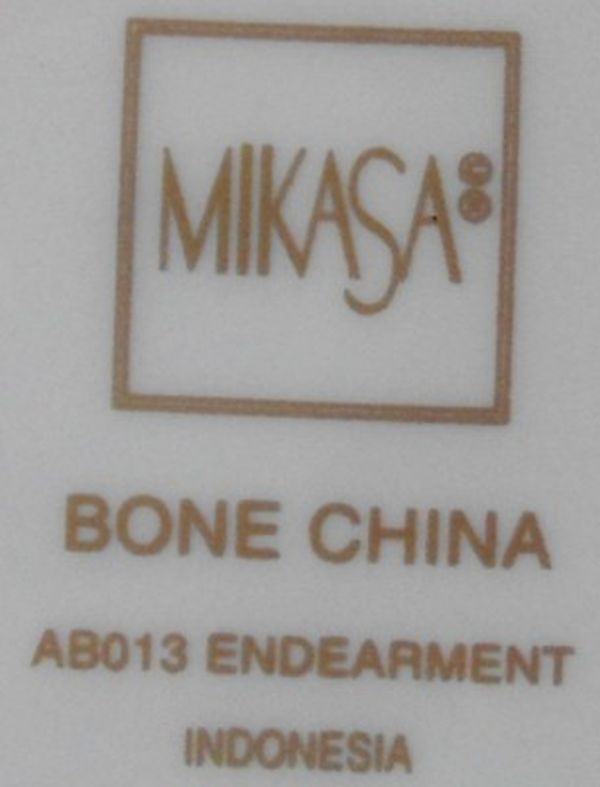 MIKASA
BONE CHINA
AB013 ENDEARMENT
INDONESIA